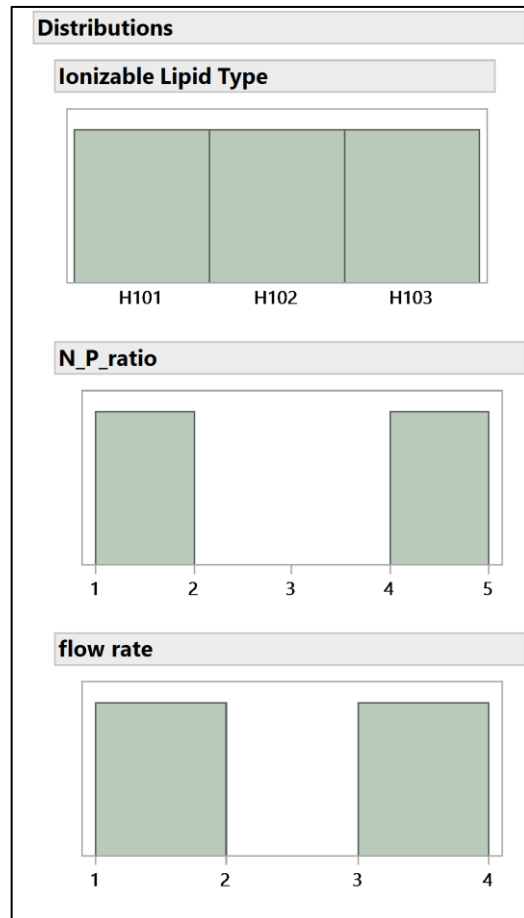 Distributions
Ionizable Lipid Type
H101 H102 H103
N_P_ratio
1 2 3 4 5
flow rate
1 2 3 4